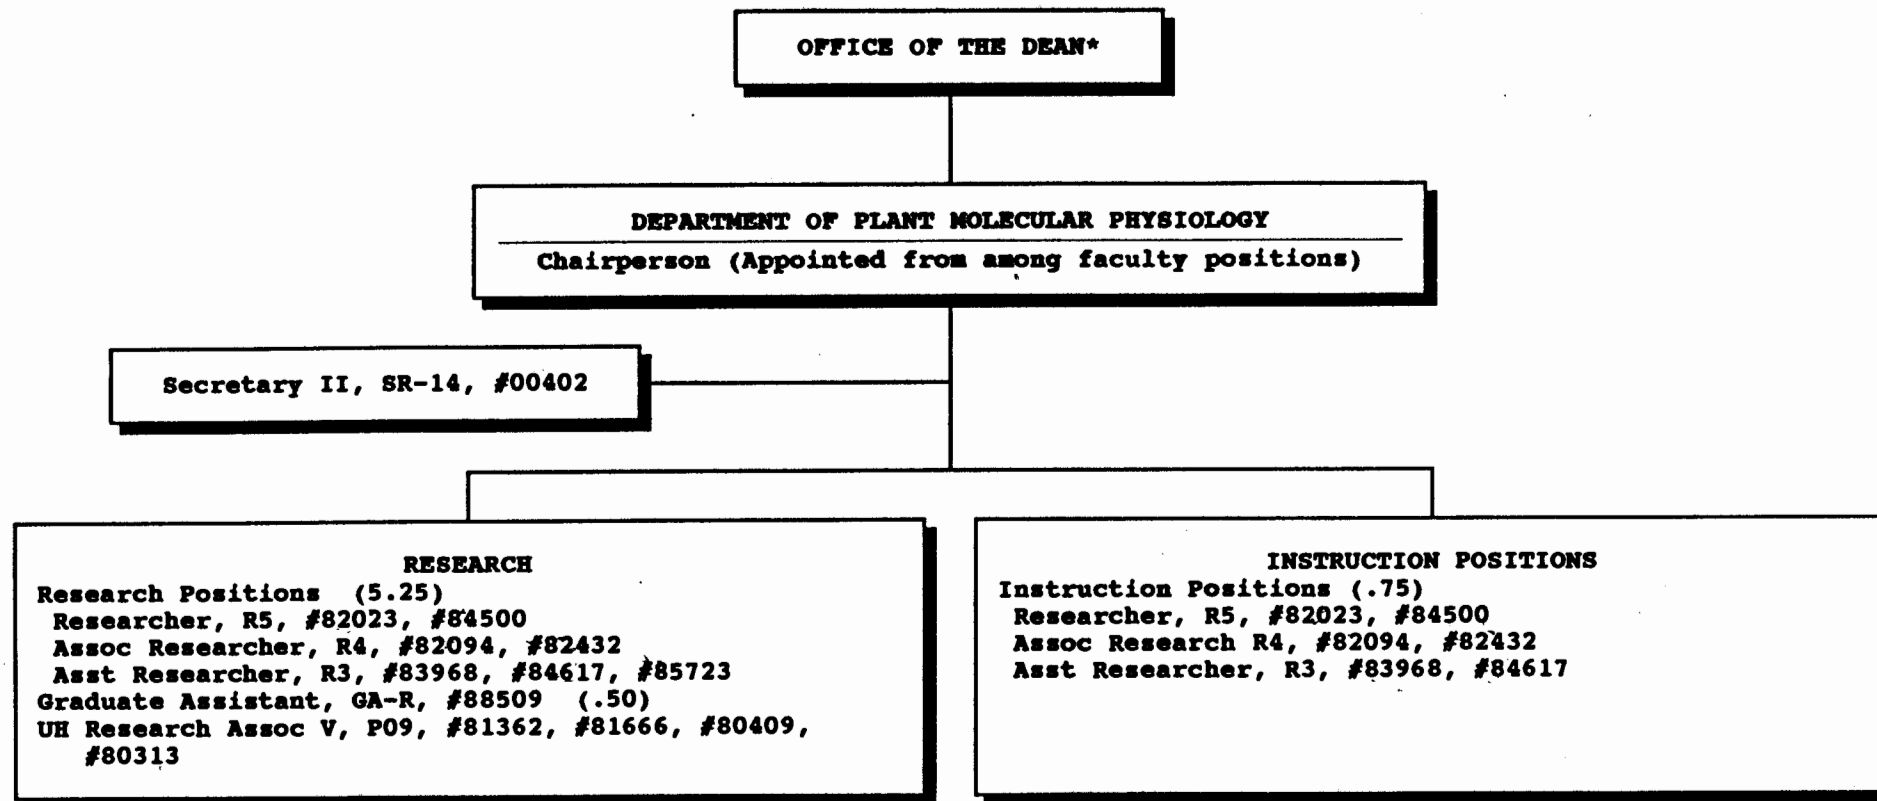 OFFICE OF THE DEAN*
DEPARTMENT OF PLANT MOLECULAR PHYSIOLOGY
Chairperson (Appointed from among faculty positions)
Secretary II, SR-14, #00402
RESEARCH
Research Positions (5.25)
Researcher, R5, #82023, #84500
Assoc Researcher, R4, #82094, #82432
Asst Researcher, R3, #83968, #84617, #85723
Graduate Assistant, GA-R, #88509 (.50)
UH Research Assoc V, P09, #81362, #81666, #80409,
#80313
INSTRUCTION POSITIONS
Instruction Positions (.75)
Researcher, R5, #82023, #84500
Assoc Research R4, #82094, #82432
Asst Researcher, R3, #83968, #84617